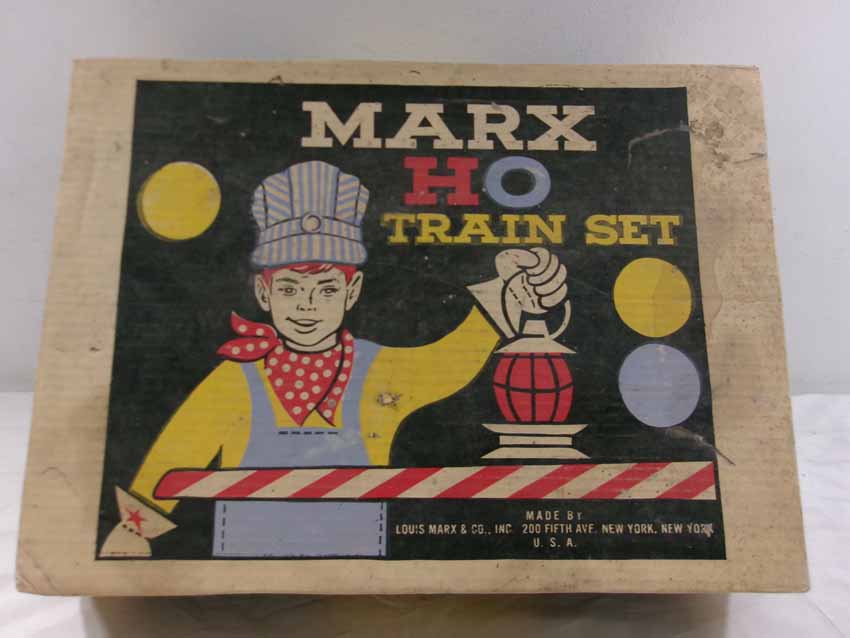 MARX
HO
TRAIN SET
MADE BY
LOUIS MARX & CO., INC. 200 FIFTH AVE. NEW YORK, NEW YORK
U. S. A.